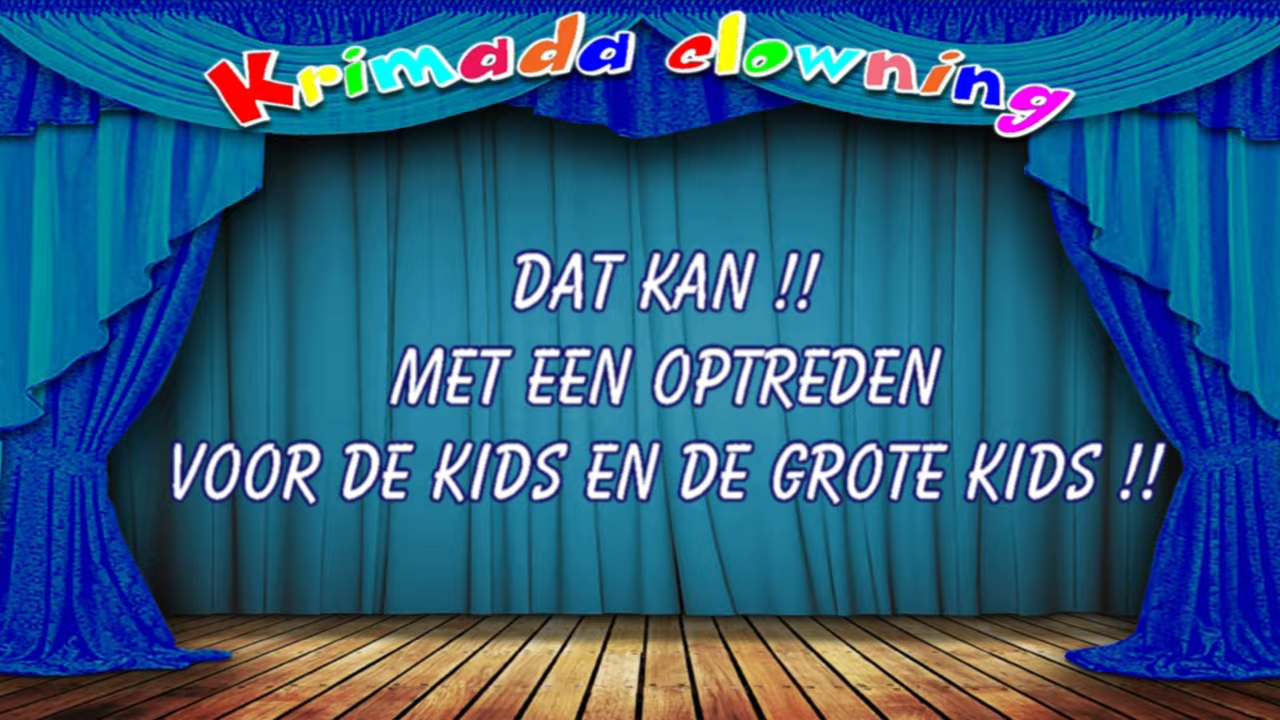 Krimada clowning
DAT KAN !!
MET EEN OPTREDEN
VOOR DE KIDS EN DE GROTE KIDS !!